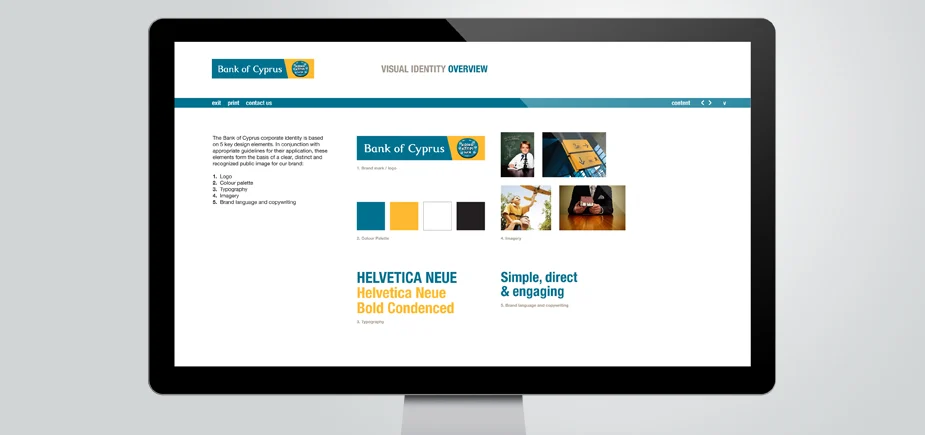 Bank of Cyprus
VISUAL IDENTITY OVERVIEW
exit print contact us
content
The Bank of Cyprus corporate identity is based
on 5 key design elements. In conjunction with
appropriate guidelines for their application, these
elements form the basis of a clear, distinct and
recognized public image for our brand:
1. Logo
2. Colour palette
3. Typography
4. Imagery
5. Brand language and copywriting
Bank of Cyprus
1. Brand mark / logo
2. Colour Palette
4. Imagery
HELVETICA NEUE
Helvetica Neue
Bold Condenced
3. Typography
Simple, direct
& engaging
5. Brand language and copywriting